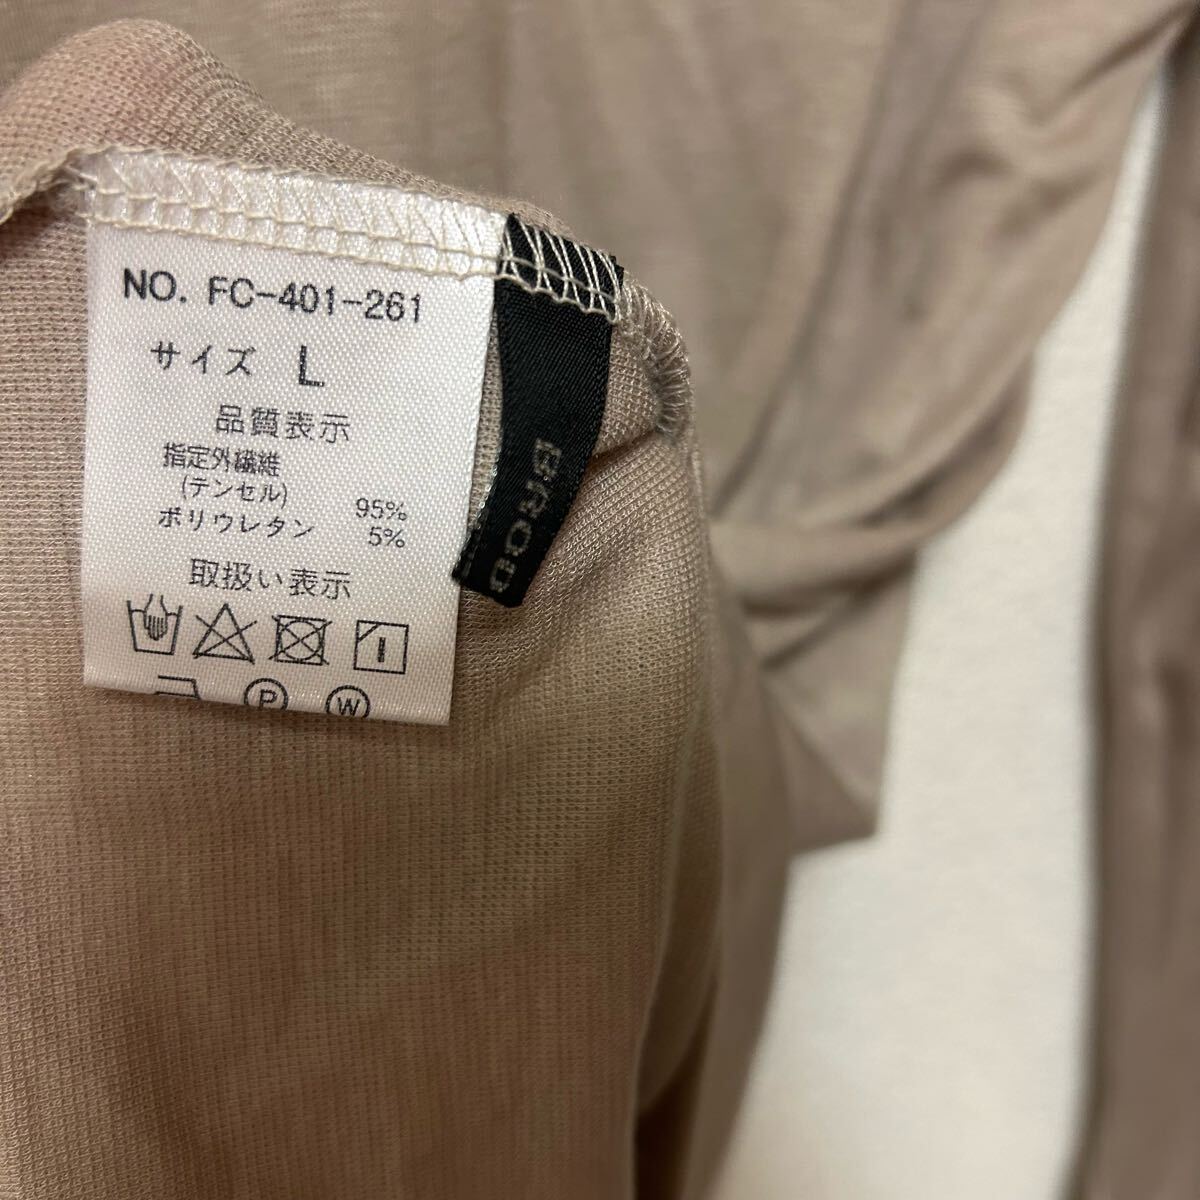 NO. FC-401-261
サイズ L
品質表示
指定外繊維
(テンセル) 95%
ポリウレタン 5%
取扱い表示
P W
BROO